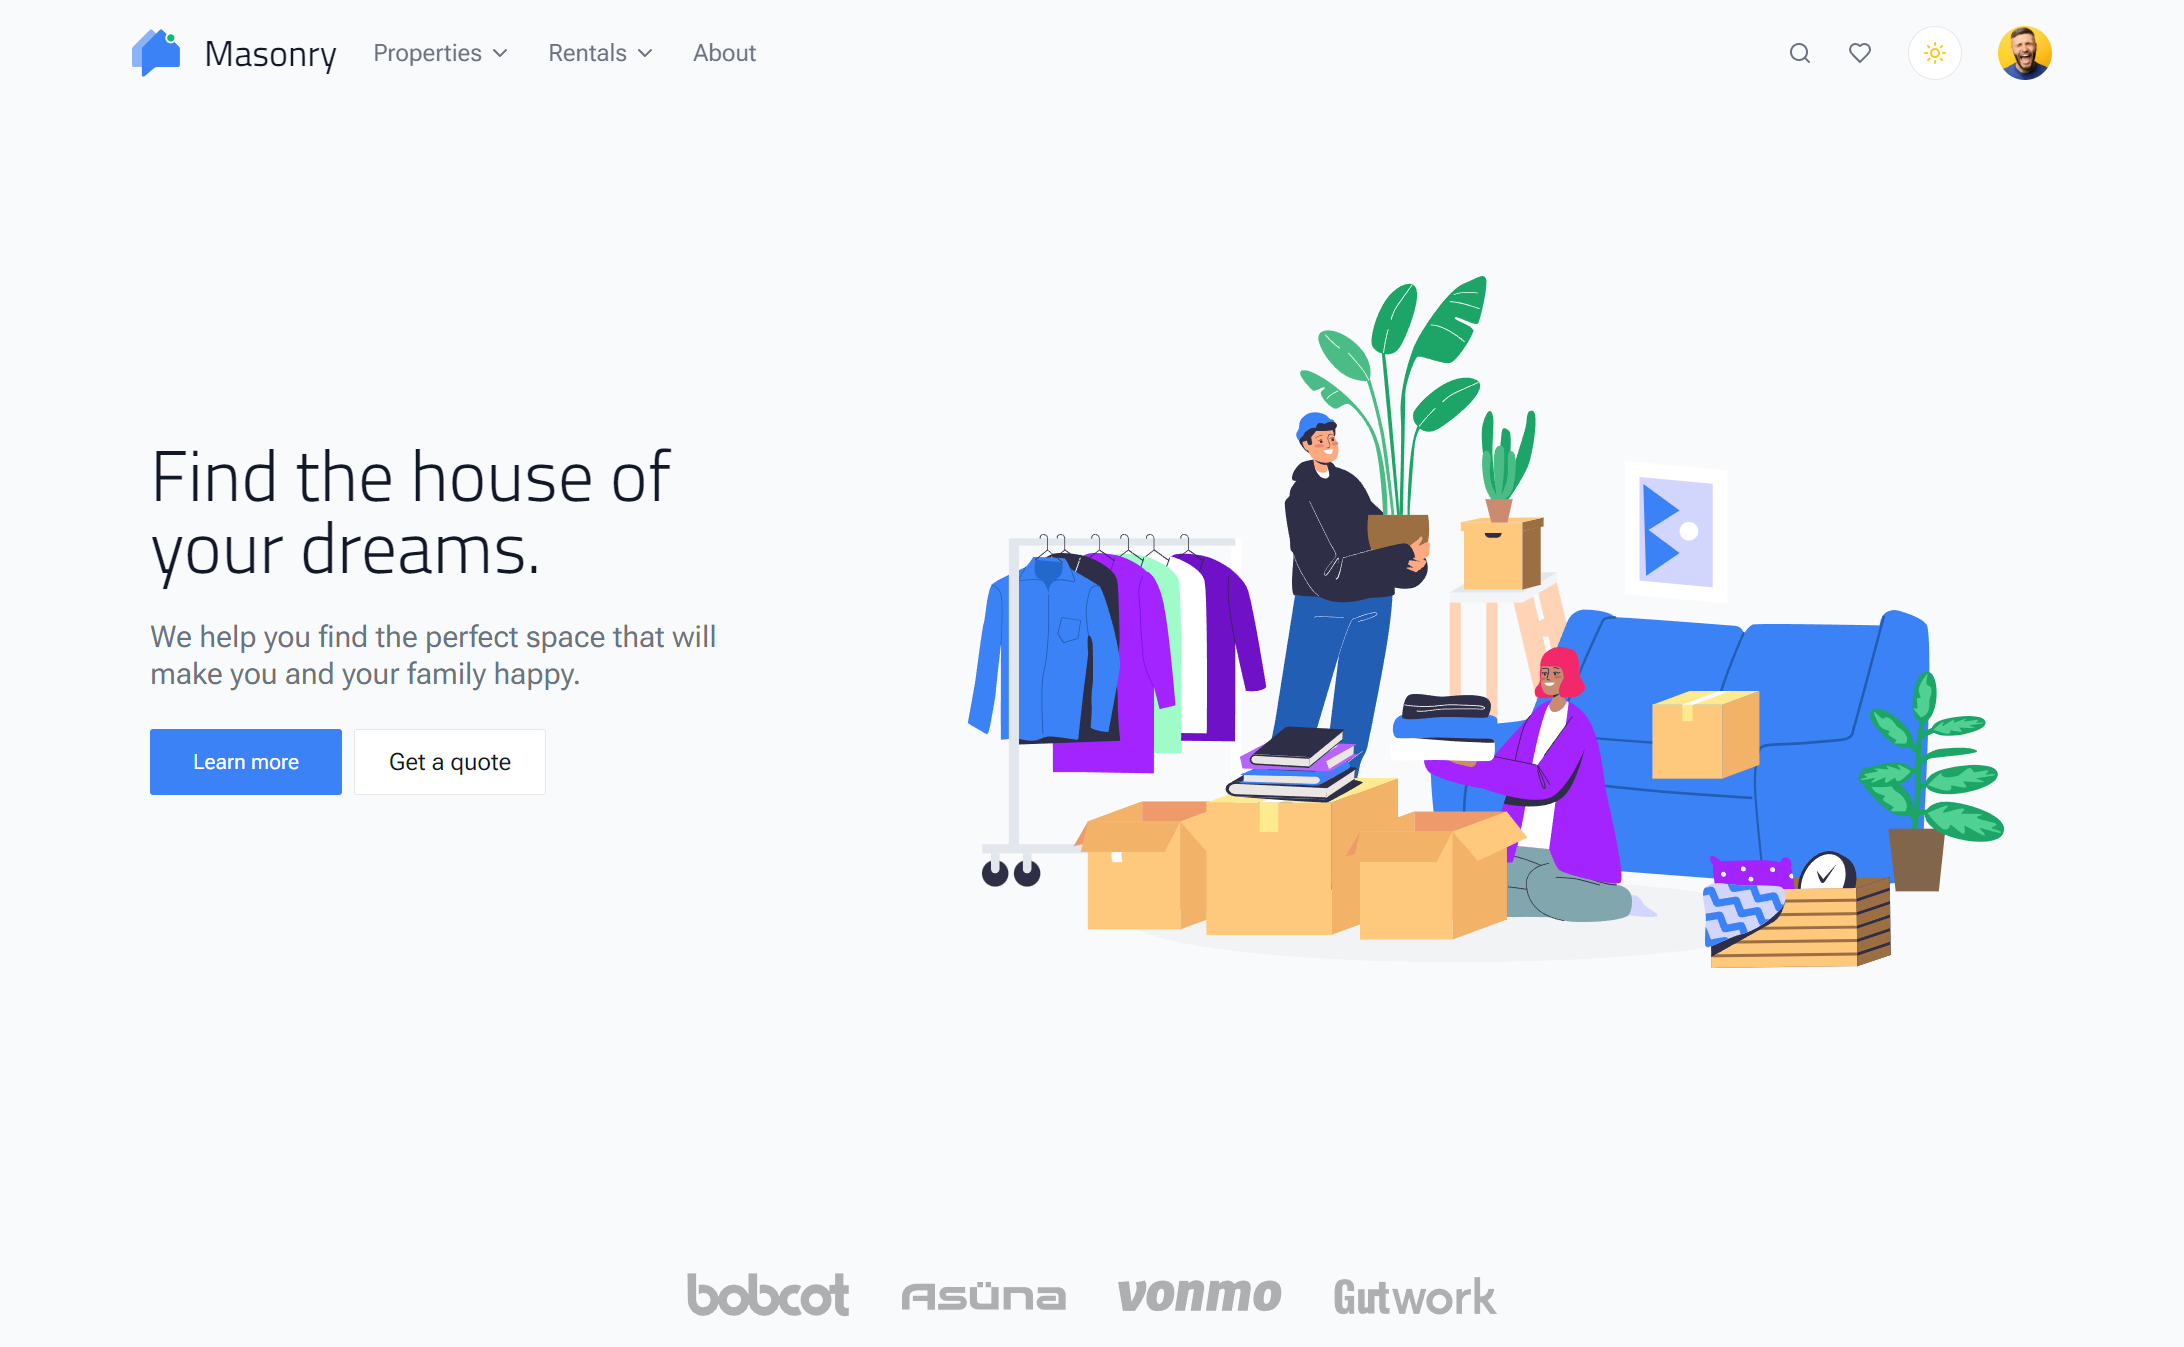 Masonry Properties Rentals About
Find the house of
your dreams.
We help you find the perfect space that will
make you and your family happy.
Learn more Get a quote
bobcot Asüna vonmo Gutwork